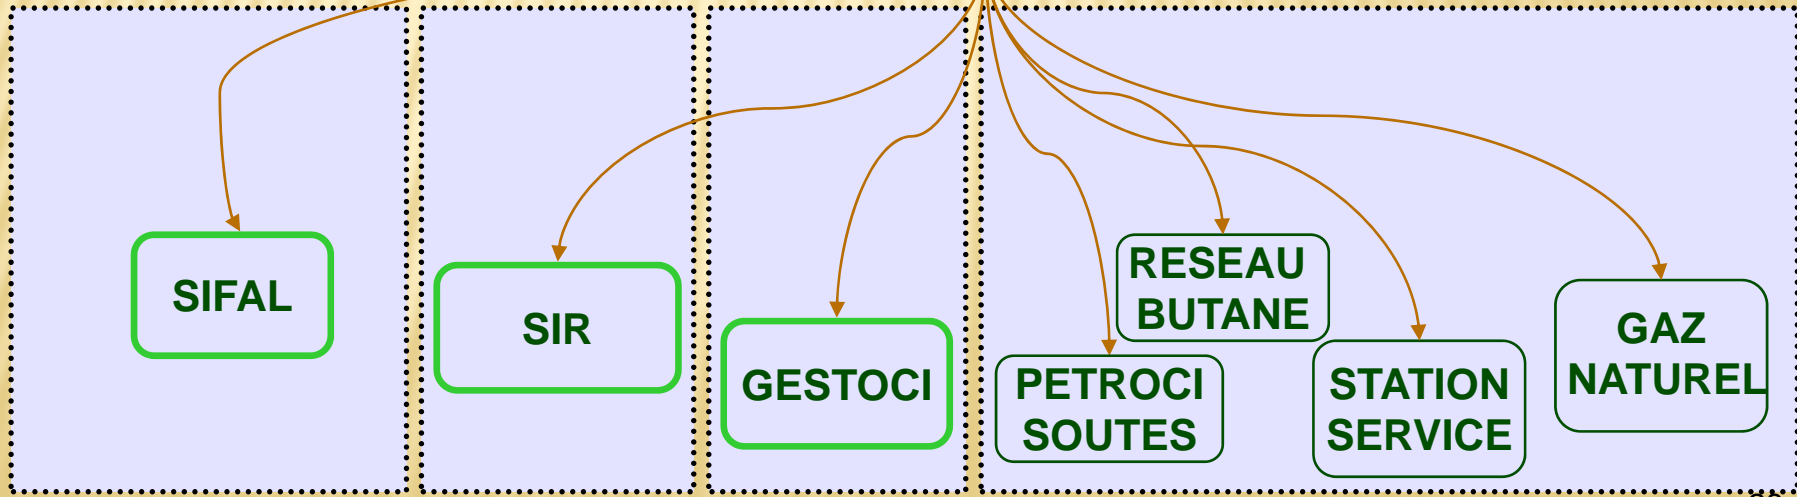 SIFAL
SIR
GESTOCI
PETROCI
SOUTES
RESEAU
BUTANE
STATION
SERVICE
GAZ
NATUREL